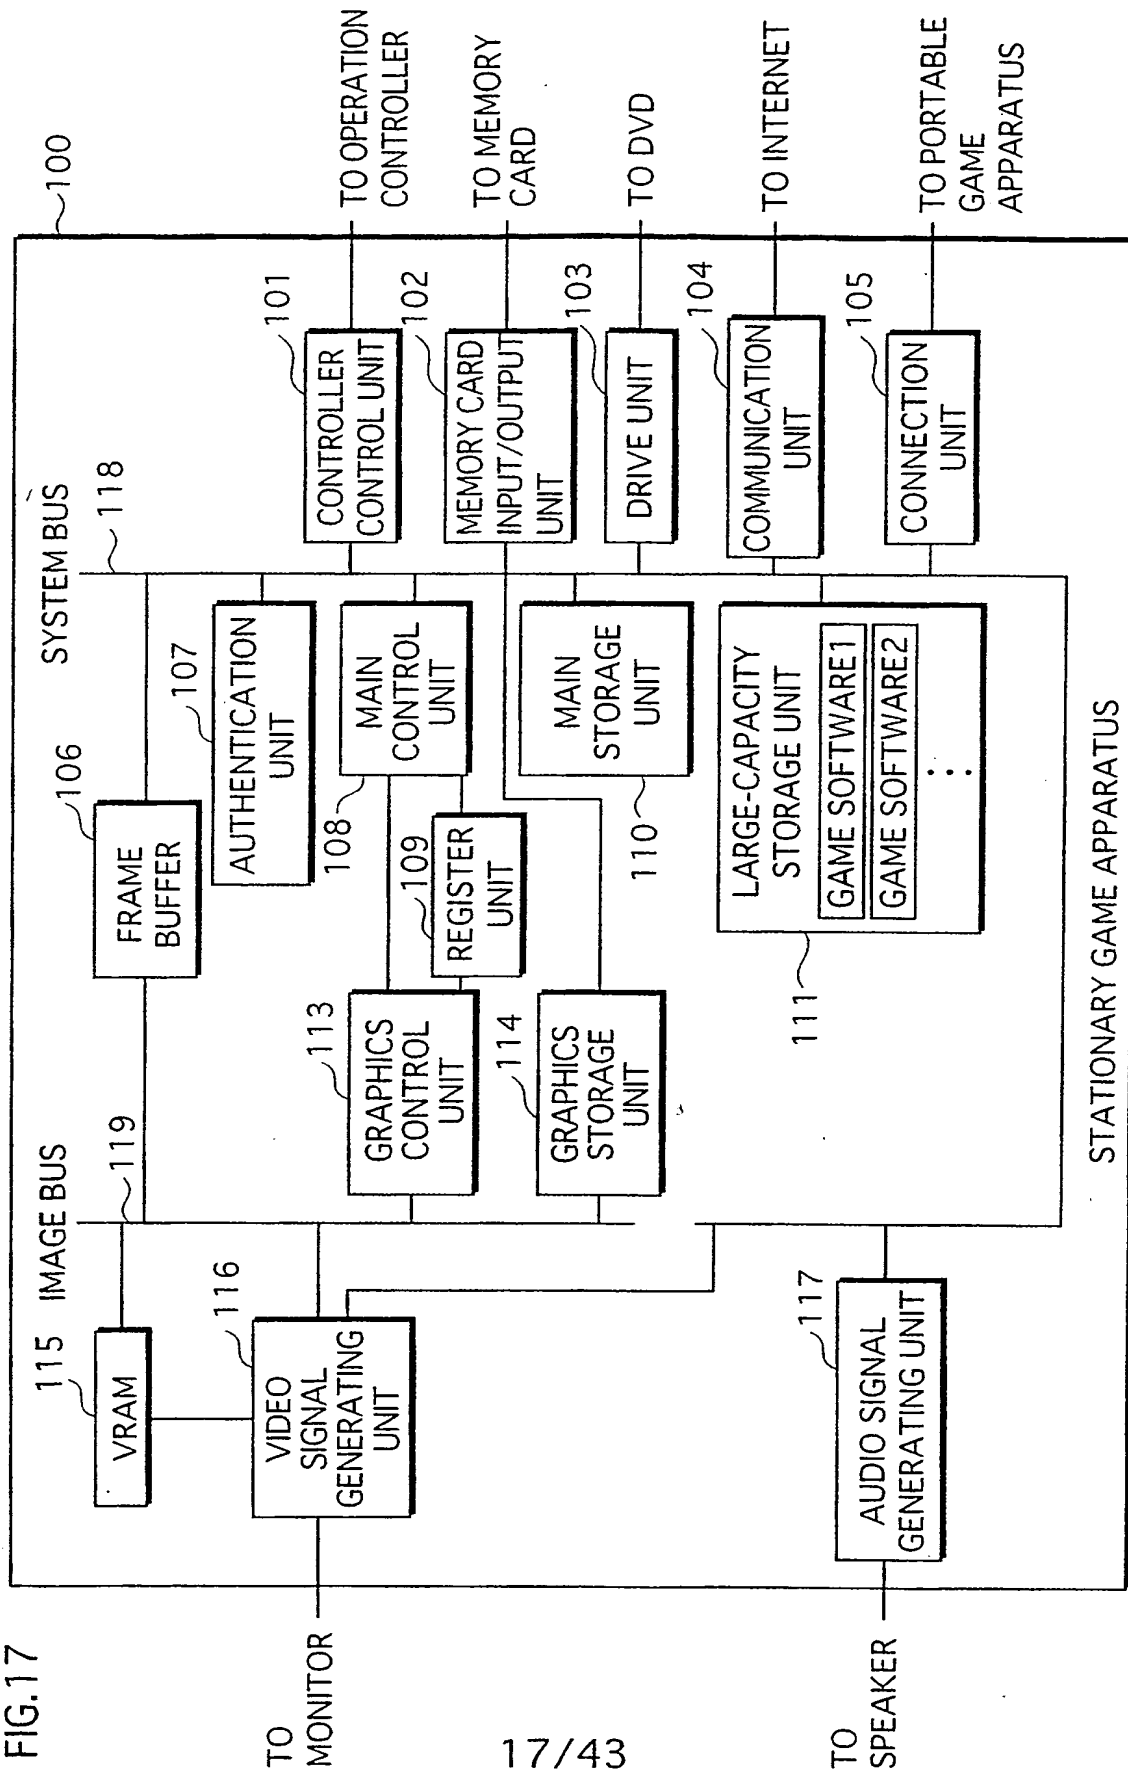 FIG.17
100
TO OPERATION
CONTROLLER
TO MEMORY
CARD
TO DVD
TO INTERNET
TO PORTABLE
GAME
APPARATUS
101
CONTROLLER
CONTROL UNIT
102
MEMORY CARD
INPUT/OUTPUT
UNIT
103
DRIVE UNIT
104
COMMUNICATION
UNIT
105
CONNECTION
UNIT
SYSTEM BUS
118
106
FRAME
BUFFER
107
AUTHENTICATION
UNIT
108
MAIN
CONTROL
UNIT
109
REGISTER
UNIT
110
MAIN
STORAGE
UNIT
111
LARGE-CAPACITY
STORAGE UNIT
GAME SOFTWARE1
GAME SOFTWARE2
...
113
GRAPHICS
CONTROL
UNIT
114
GRAPHICS
STORAGE
UNIT
IMAGE BUS
119
115
VRAM
116
VIDEO
SIGNAL
GENERATING
UNIT
117
AUDIO SIGNAL
GENERATING UNIT
TO
MONITOR
TO
SPEAKER
STATIONARY GAME APPARATUS
17/43